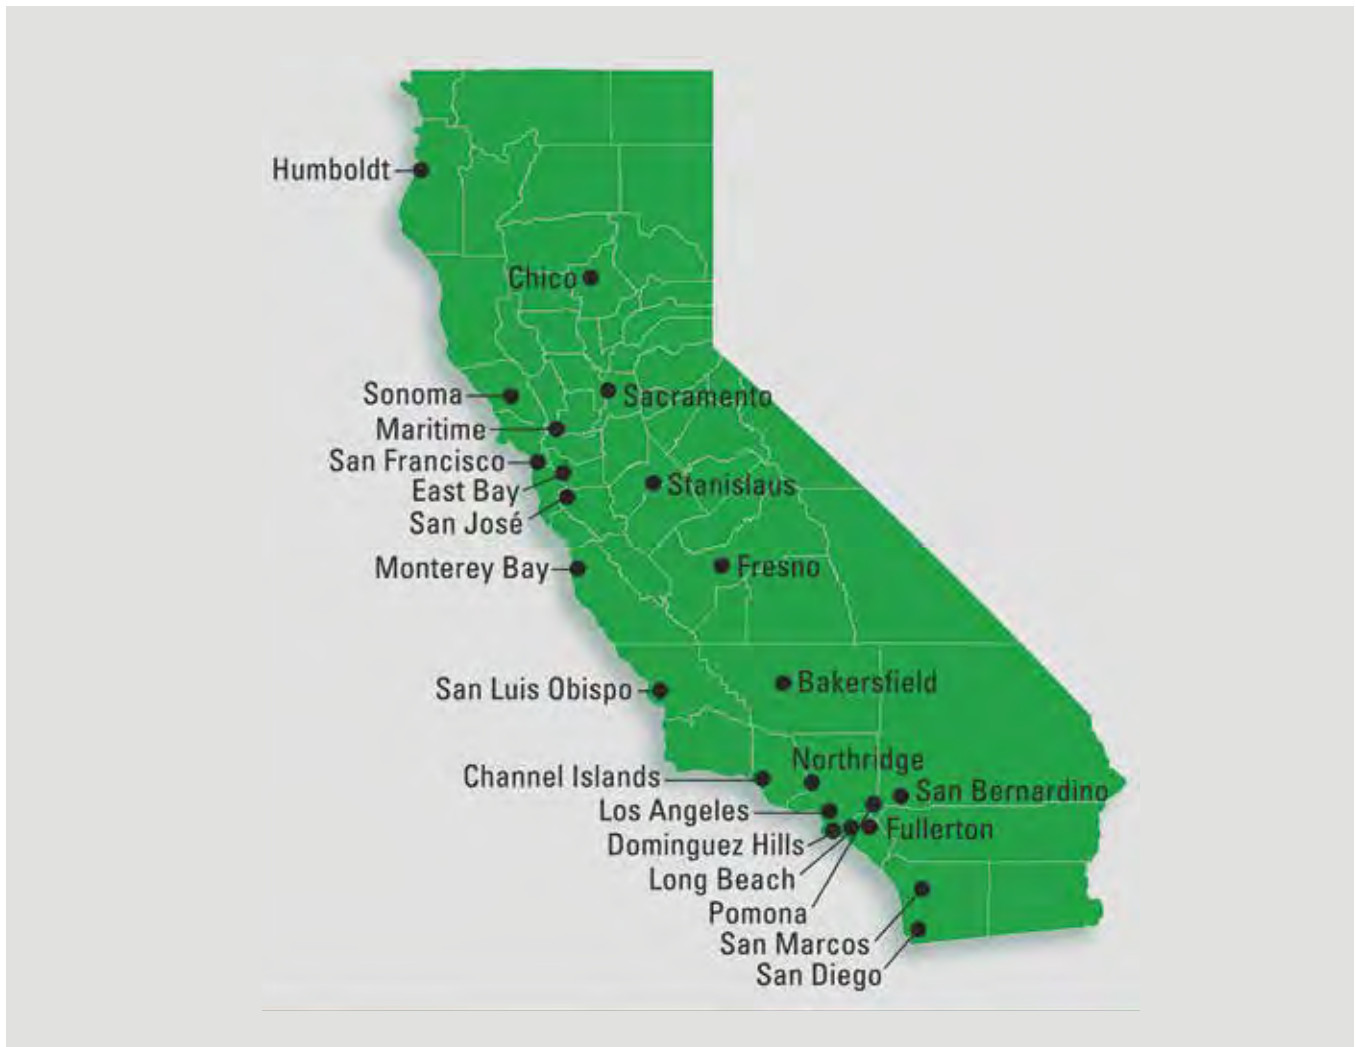 Humboldt
Chico
Sonoma
Sacramento
Maritime
San Francisco
East Bay
Stanislaus
San José
Monterey Bay
Fresno
San Luis Obispo
Bakersfield
Northridge
Channel Islands
San Bernardino
Los Angeles
Fullerton
Dominguez Hills
Long Beach
Pomona
San Marcos
San Diego